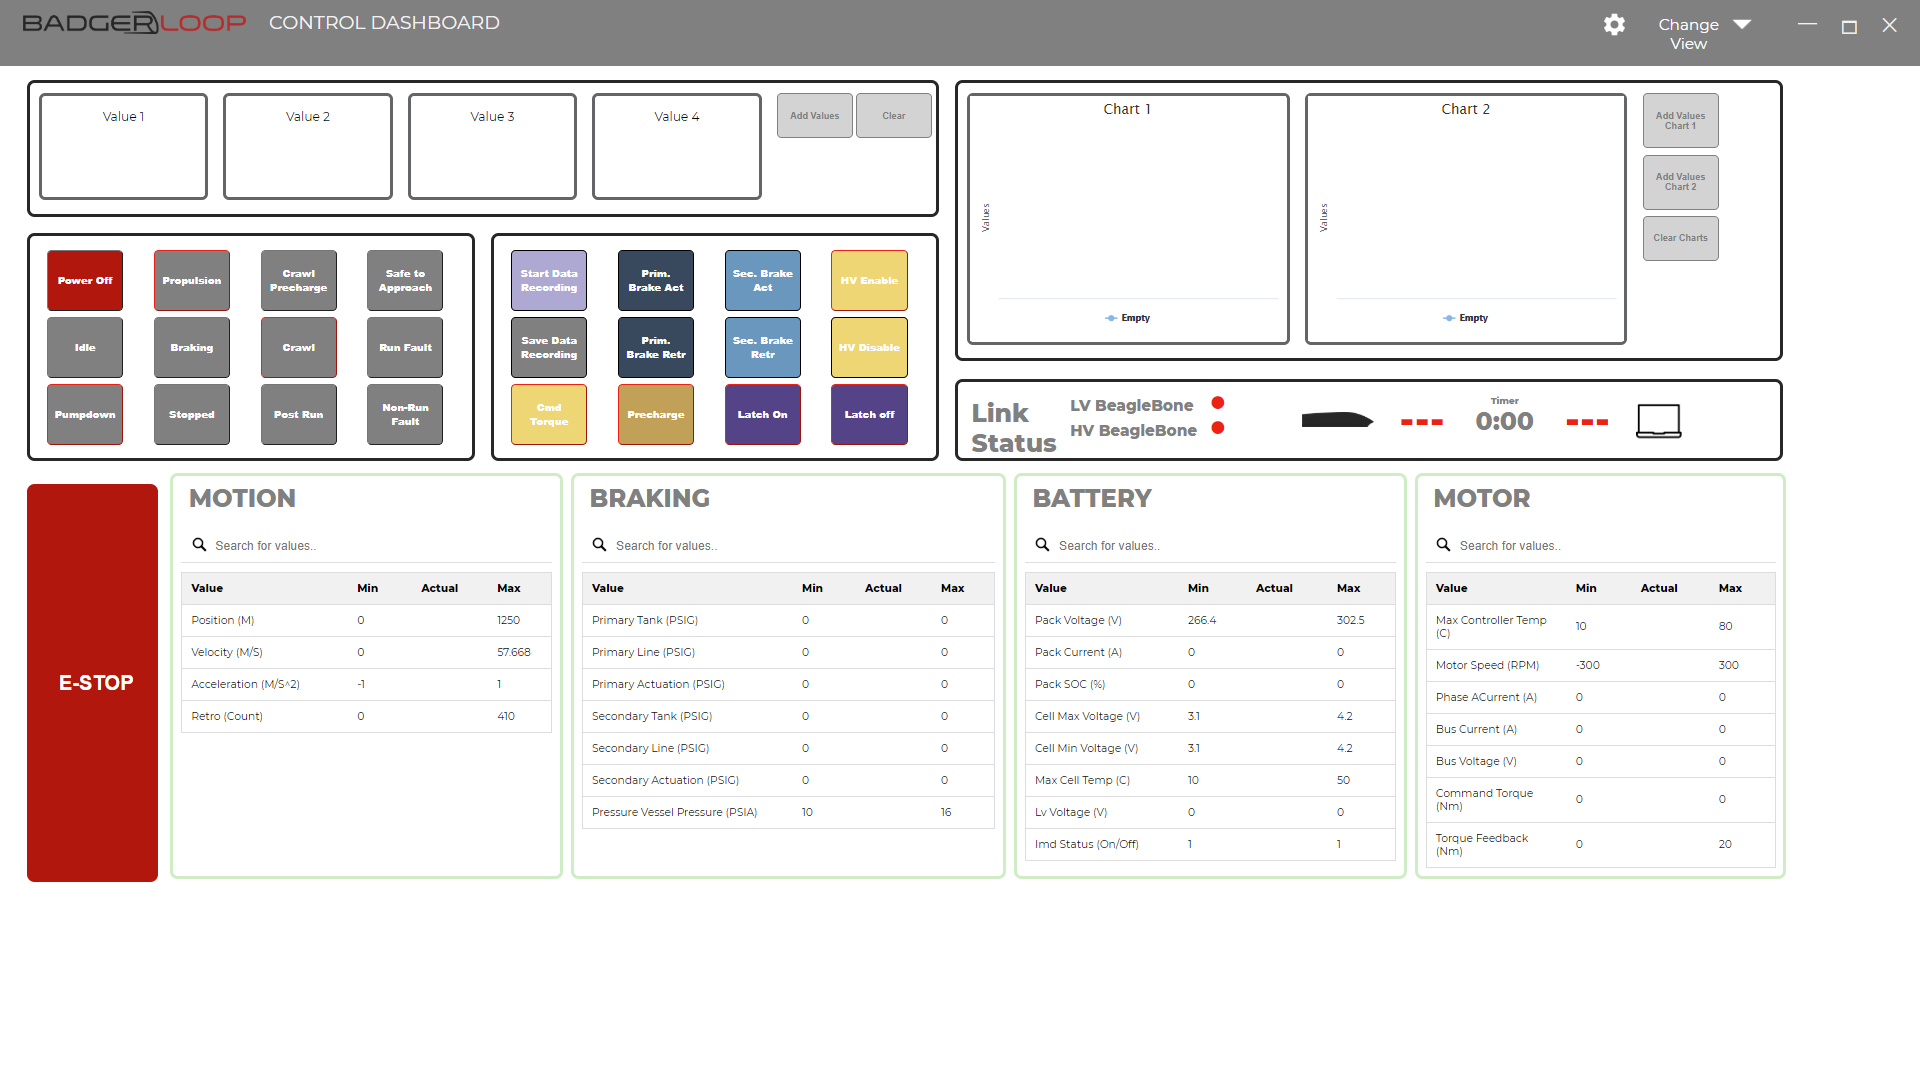 BADGERLOOP CONTROL DASHBOARD
Change
View
Value 1
Value 2
Value 3
Value 4
Add Values
Clear
Chart 1
Values
Empty
Chart 2
Values
Empty
Add Values
Chart 1
Add Values
Chart 2
Clear Charts
Power Off
Propulsion
Crawl
Precharge
Safe to
Approach
Idle
Braking
Crawl
Run Fault
Pumpdown
Stopped
Post Run
Non-Run
Fault
Start Data
Recording
Prim.
Brake Act
Sec. Brake
Act
HV Enable
Save Data
Recording
Prim.
Brake Retr
Sec. Brake
Retr
HV Disable
Cmd
Torque
Precharge
Latch On
Latch off
Link
Status
LV BeagleBone
HV BeagleBone
---
Timer
0:00
---
E-STOP
MOTION
Search for values..
Value Min Actual Max
Position (M) 0 1250
Velocity (M/S) 0 57.668
Acceleration (M/S^2) -1 1
Retro (Count) 0 410
BRAKING
Search for values..
Value Min Actual Max
Primary Tank (PSIG) 0 0
Primary Line (PSIG) 0 0
Primary Actuation (PSIG) 0 0
Secondary Tank (PSIG) 0 0
Secondary Line (PSIG) 0 0
Secondary Actuation (PSIG) 0 0
Pressure Vessel Pressure (PSIA) 10 16
BATTERY
Search for values..
Value Min Actual Max
Pack Voltage (V) 266.4 302.5
Pack Current (A) 0 0
Pack SOC (%) 0 0
Cell Max Voltage (V) 3.1 4.2
Cell Min Voltage (V) 3.1 4.2
Max Cell Temp (C) 10 50
Lv Voltage (V) 0 0
Imd Status (On/Off) 1 1
MOTOR
Search for values..
Value Min Actual Max
Max Controller Temp
(C) 10 80
Motor Speed (RPM) -300 300
Phase ACurrent (A) 0 0
Bus Current (A) 0 0
Bus Voltage (V) 0 0
Command Torque
(Nm) 0 0
Torque Feedback
(Nm) 0 20